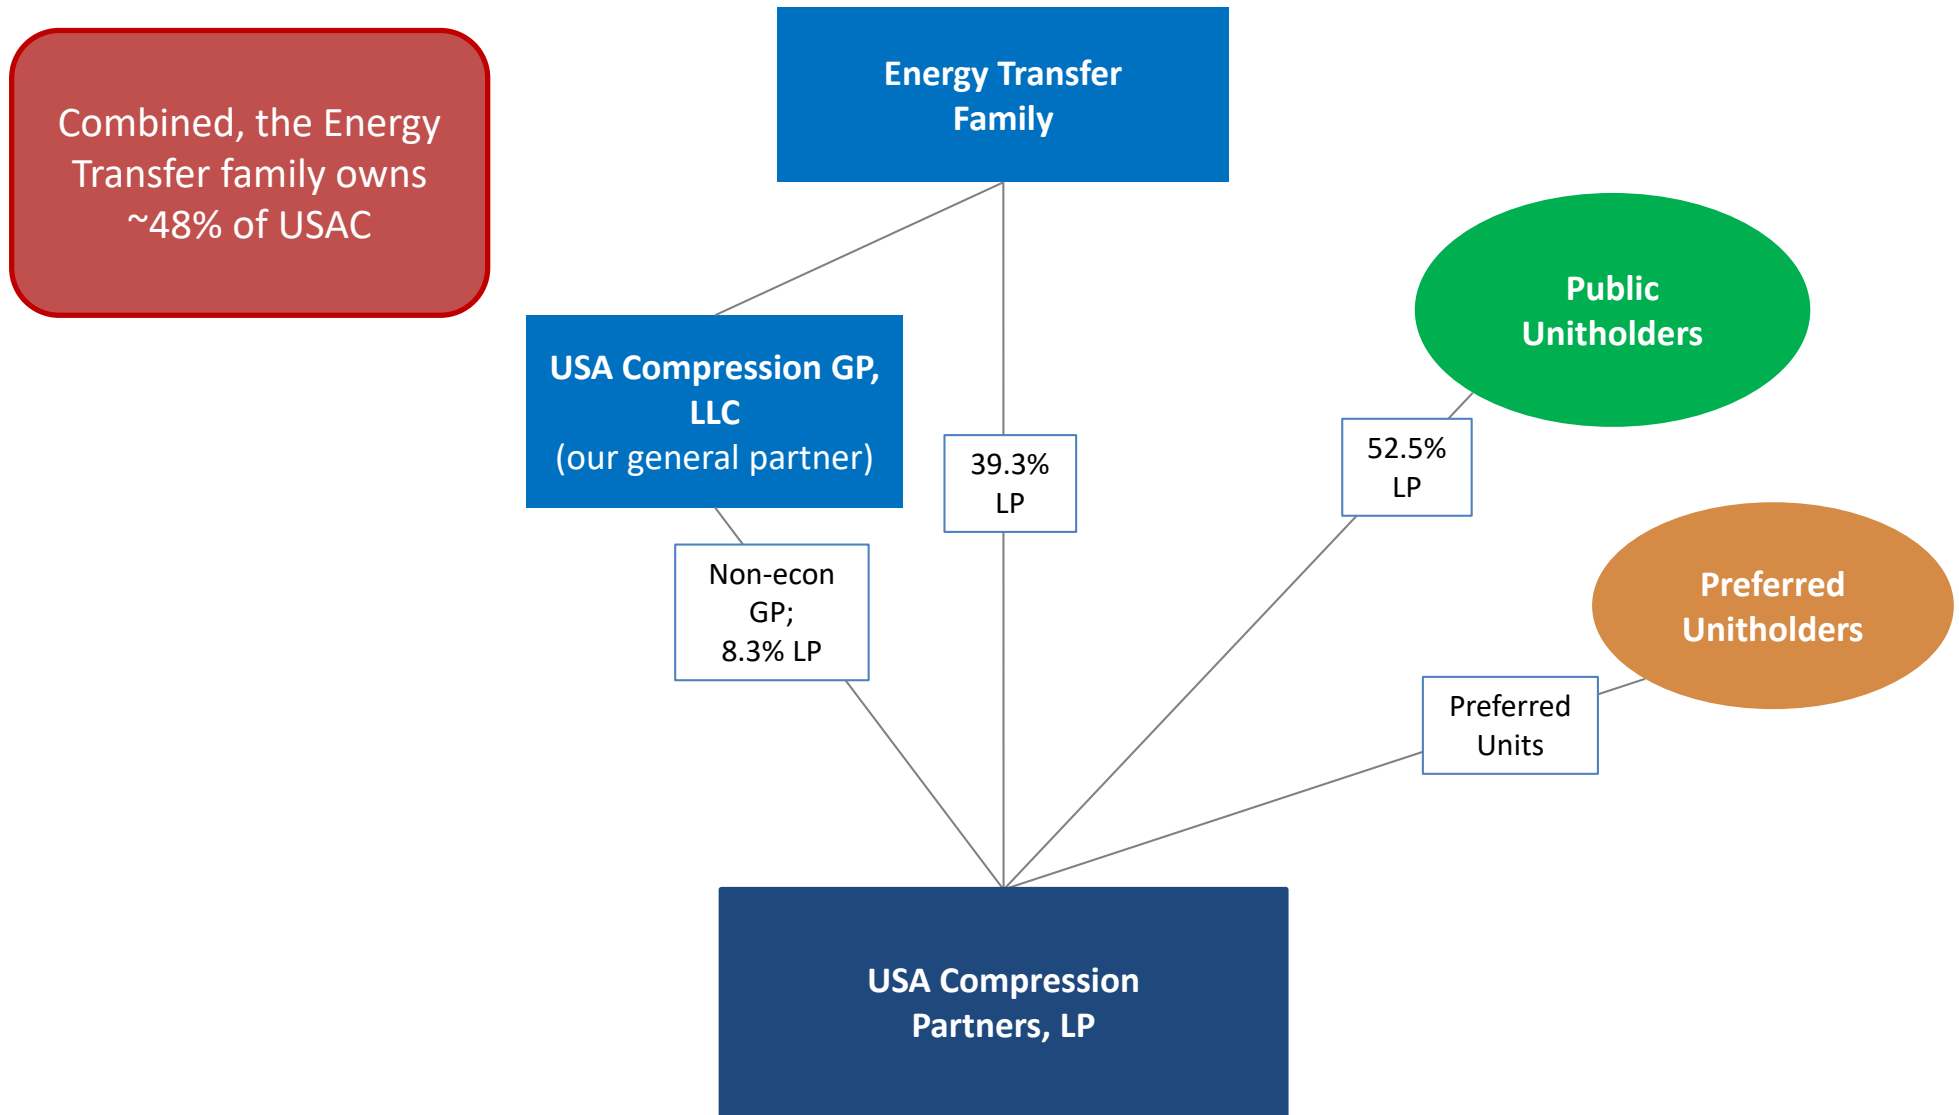 Combined, the Energy
Transfer family owns
~48% of USAC
Energy Transfer
Family
Public
Unitholders
USA Compression GP,
LLC
(our general partner)
39.3%
LP
52.5%
LP
Non-econ
GP;
8.3% LP
Preferred
Unitholders
Preferred
Units
USA Compression
Partners, LP